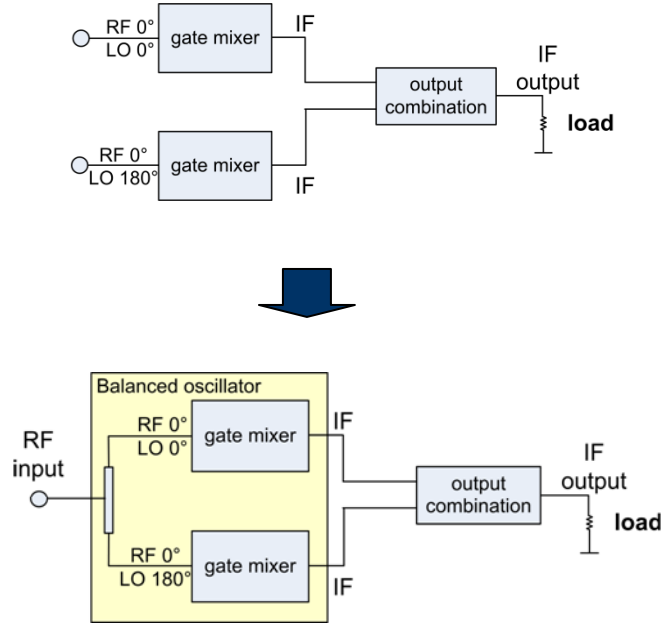 RF 0°
LO 0°
gate mixer
IF
output
combination
IF
output
load
RF 0°
LO 180°
gate mixer
IF
Balanced oscillator
RF
input
RF 0°
LO 0°
gate mixer
IF
output
combination
IF
output
load
RF 0°
LO 180°
gate mixer
IF